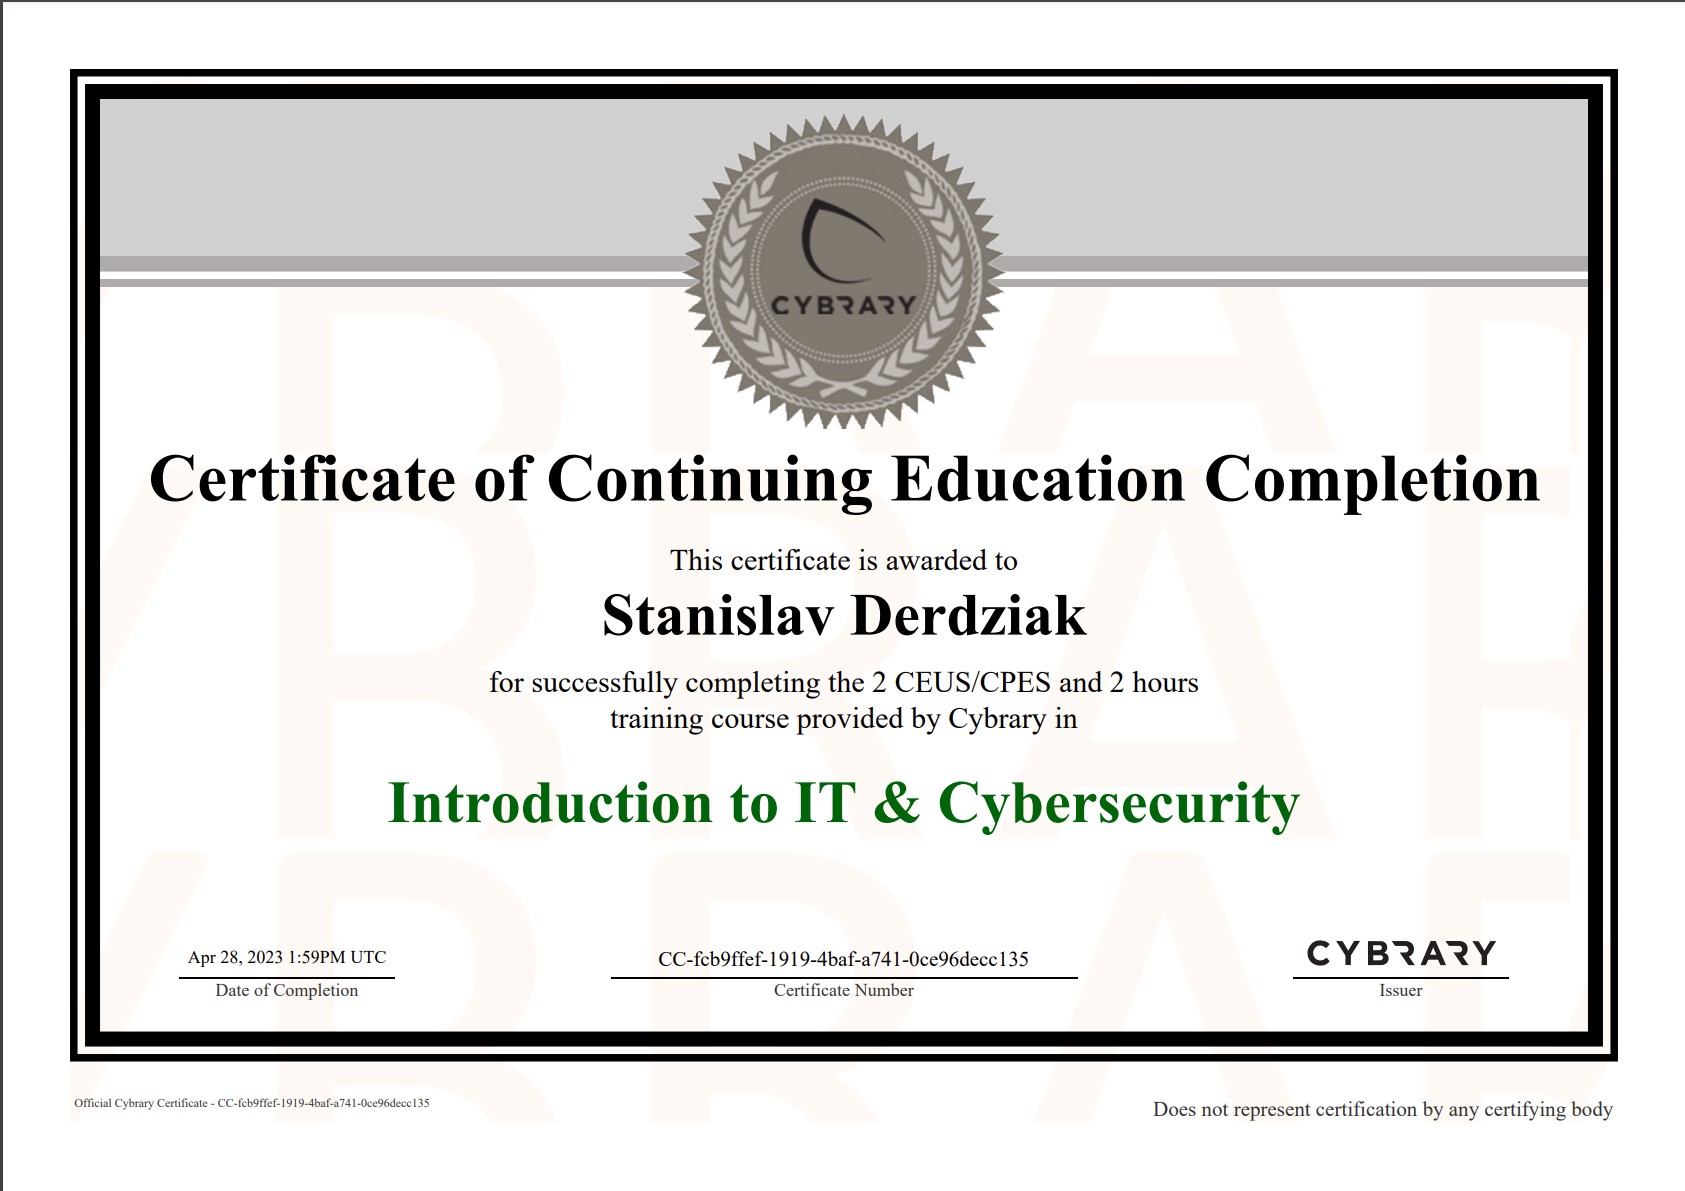 CYBRARY
Certificate of Continuing Education Completion
This certificate is awarded to
Stanislav Derdziak
for successfully completing the 2 CEUS/CPES and 2 hours
training course provided by Cybrary in
Introduction to IT & Cybersecurity
Apr 28, 2023 1:59PM UTC
Date of Completion
CC-fcb9ffef-1919-4baf-a741-0ce96decc135
Certificate Number
CYBRARY
Issuer
Official Cybrary Certificate - CC-fcb9ffef-1919-4baf-a741-0ce96decc135
Does not represent certification by any certifying body